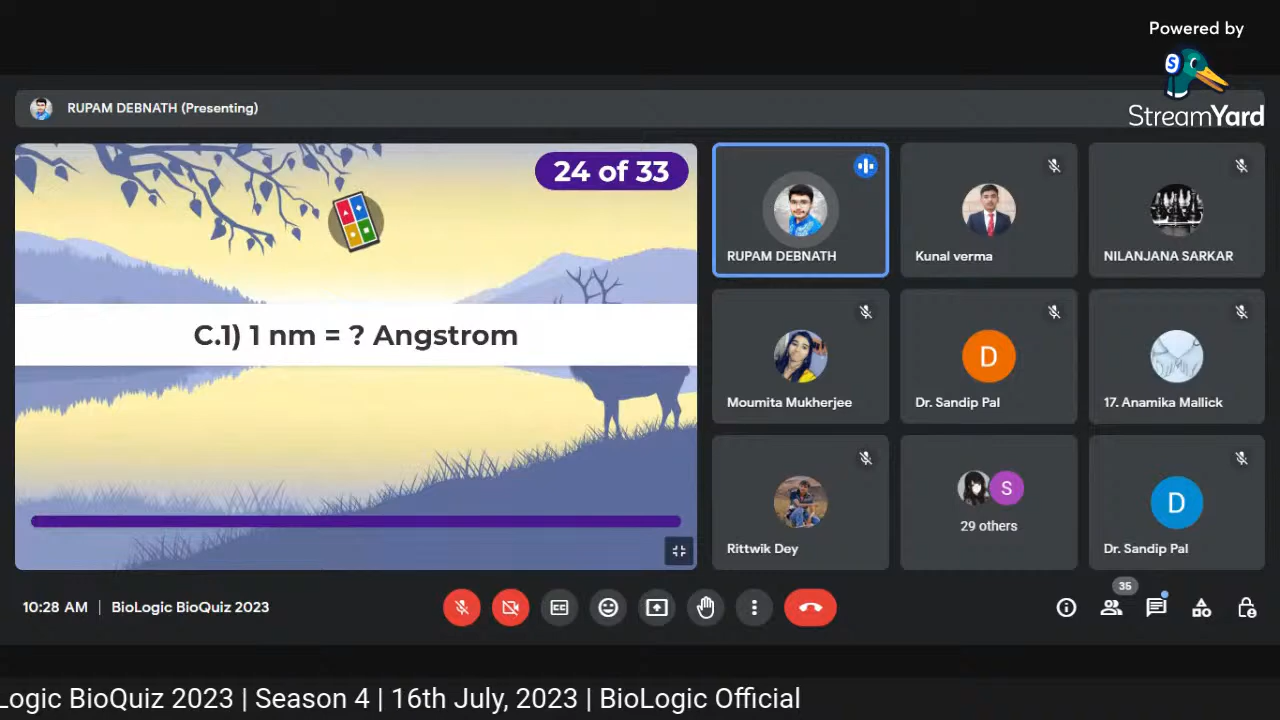 Powered by
StreamYard
RUPAM DEBNATH (Presenting)
24 of 33
C.1) 1 nm = ? Angstrom
RUPAM DEBNATH
Kunal verma
NILANJANA SARKAR
Moumita Mukherjee
D
Dr. Sandip Pal
17. Anamika Mallick
Rittwik Dey
S
29 others
D
Dr. Sandip Pal
10:28 AM | BioLogic BioQuiz 2023
35
Logic BioQuiz 2023 | Season 4 | 16th July, 2023 | BioLogic Official